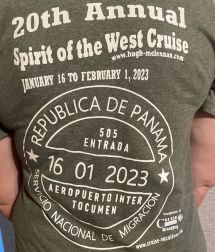 20th Annual
Spirit of the West Cruise
www.hugh-mclennan.com
JANUARY 16 TO FEBRUARY 1, 2023
REPUBLICA DE PANAMA
505
ENTRADA
16 01 2023
AEROPUERTO INTER
TOCUMEN
SERVICIO NACIONAL DE MIGRACION